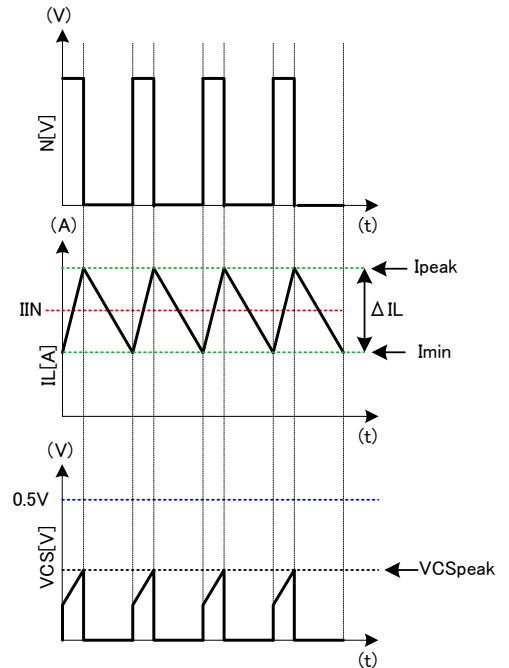 (V)
N[V]
(t)
(A)
Ipeak
IIN
ΔIL
Imin
IL[A]
(t)
(V)
0.5V
VCS[V]
VCSpeak
(t)